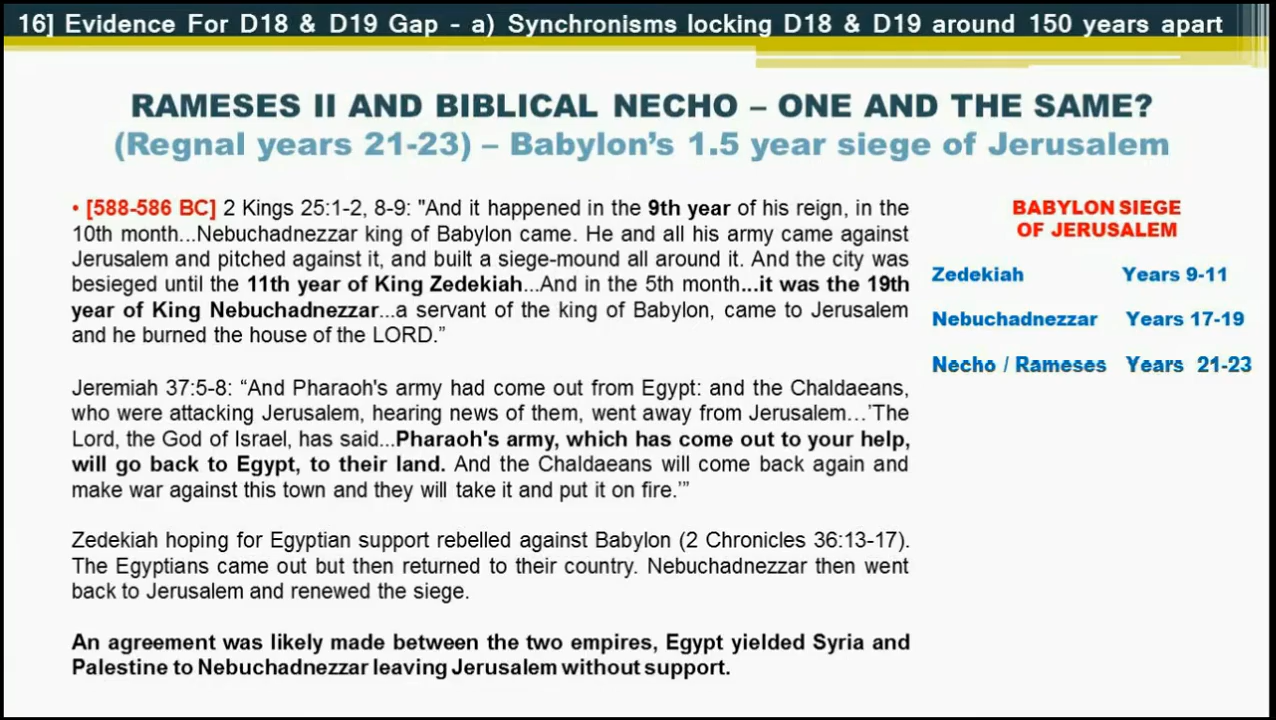 16] Evidence For D18 & D19 Gap - a) Synchronisms locking D18 & D19 around 150 years apart
RAMESES II AND BIBLICAL NECHO – ONE AND THE SAME?
(Regnal years 21-23) – Babylon's 1.5 year siege of Jerusalem
• [588-586 BC] 2 Kings 25:1-2, 8-9: "And it happened in the 9th year of his reign, in the
10th month...Nebuchadnezzar king of Babylon came. He and all his army came against
Jerusalem and pitched against it, and built a siege-mound all around it. And the city was
besieged until the 11th year of King Zedekiah...And in the 5th month...it was the 19th
year of King Nebuchadnezzar...a servant of the king of Babylon, came to Jerusalem
and he burned the house of the LORD.”
Jeremiah 37:5-8: “And Pharaoh's army had come out from Egypt: and the Chaldaeans,
who were attacking Jerusalem, hearing news of them, went away from Jerusalem…’The
Lord, the God of Israel, has said...Pharaoh's army, which has come out to your help,
will go back to Egypt, to their land. And the Chaldaeans will come back again and
make war against this town and they will take it and put it on fire.’”
Zedekiah hoping for Egyptian support rebelled against Babylon (2 Chronicles 36:13-17).
The Egyptians came out but then returned to their country. Nebuchadnezzar then went
back to Jerusalem and renewed the siege.
An agreement was likely made between the two empires, Egypt yielded Syria and
Palestine to Nebuchadnezzar leaving Jerusalem without support.
BABYLON SIEGE
OF JERUSALEM
Zedekiah Years 9-11
Nebuchadnezzar Years 17-19
Necho / Rameses Years 21-23